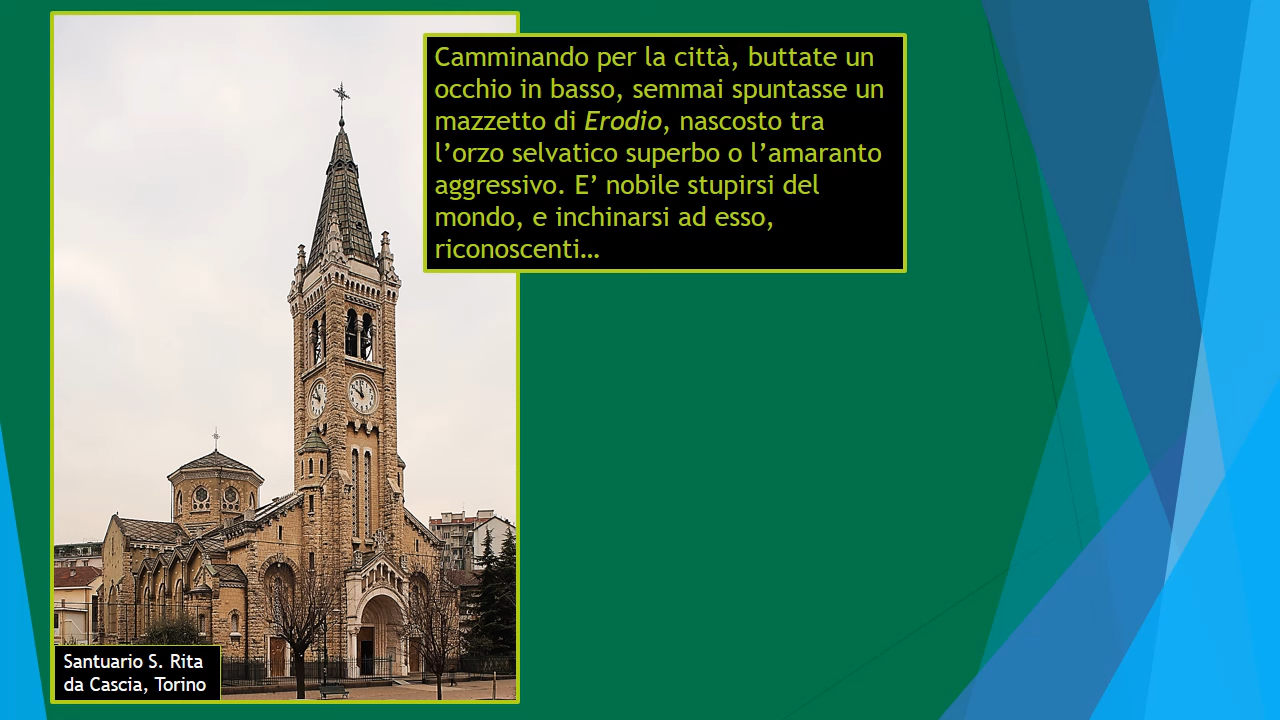 Camminando per la città, buttate un
occhio in basso, semmai spuntasse un
mazzetto di Erodio, nascosto tra
l’orzo selvatico superbo o l’amaranto
aggressivo. E’ nobile stupirsi del
mondo, e inchinarsi ad esso,
riconoscenti…
Santuario S. Rita
da Cascia, Torino